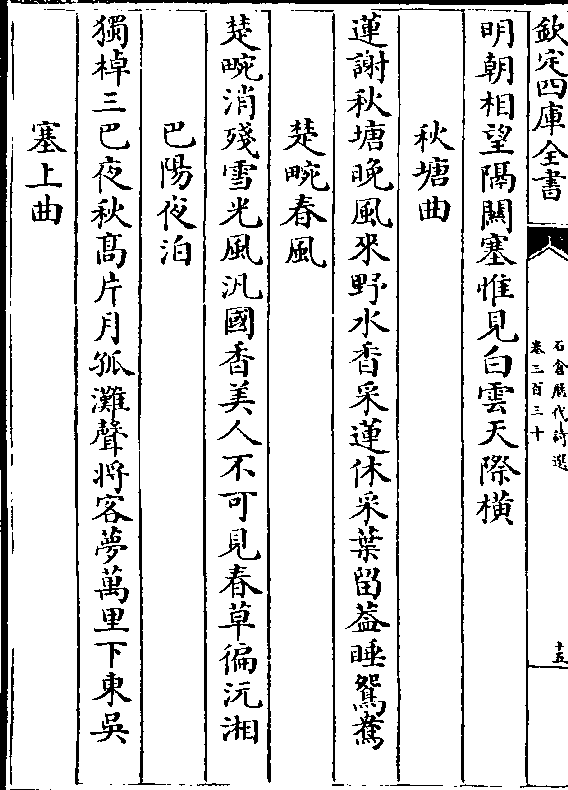 欽定四庫全書
石倉歷代詩選
卷三百三十
十五
明朝相望隔關塞惟見白雲天際橫
秋塘曲
蓮謝秋塘晚風來野水香采蓮休采葉留葢睡鴛鴦
楚畹春風
楚畹消殘雪光風汎國香美人不可見春草徧沅湘
巴陽夜泊
獨棹三巴夜秋髙片月孤灘聲将客夢萬里下東吳
塞上曲